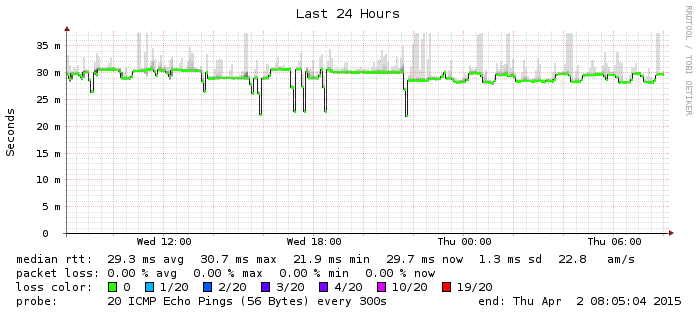 Last 24 Hours
RRDTOOL / TOBI OETIKER
Seconds
35 m
30 m
25 m
20 m
15 m
10 m
5 m
0
Wed 12:00 Wed 18:00 Thu 00:00 Thu 06:00
median rtt: 29.3 ms avg 30.7 ms max 21.9 ms min 29.7 ms now 1.3 ms sd 22.8 am/s
packet loss: 0.00 % avg 0.00 % max 0.00 % min 0.00 % now
loss color: 0 1/20 2/20 3/20 4/20 10/20 19/20
probe: 20 ICMP Echo Pings (56 Bytes) every 300s end: Thu Apr 2 08:05:04 2015